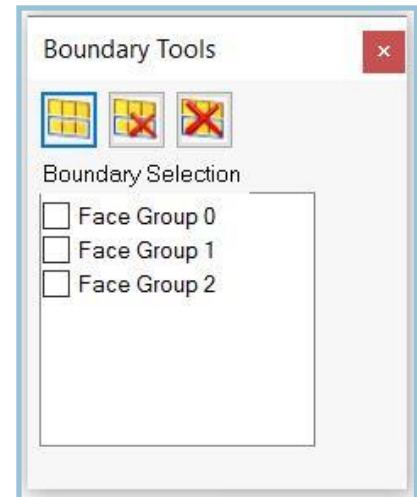 Boundary Tools
Boundary Selection
Face Group 0
Face Group 1
Face Group 2